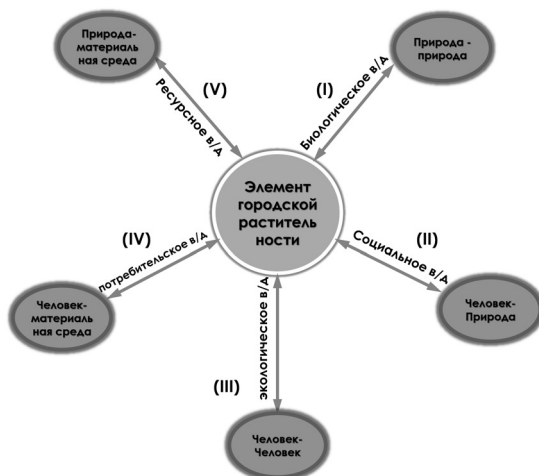 Природа-
материаль
ная среда
Природа -
природа
(V)
(I)
Ресурсное в/д
Биологическое в/д
Элемент
городской
раститель
ности
(IV)
(II)
потребительское в/д
Социальное в/д
Человек-
материаль
ная среда
Человек-
Природа
экологическое в/д
(III)
Человек-
Человек